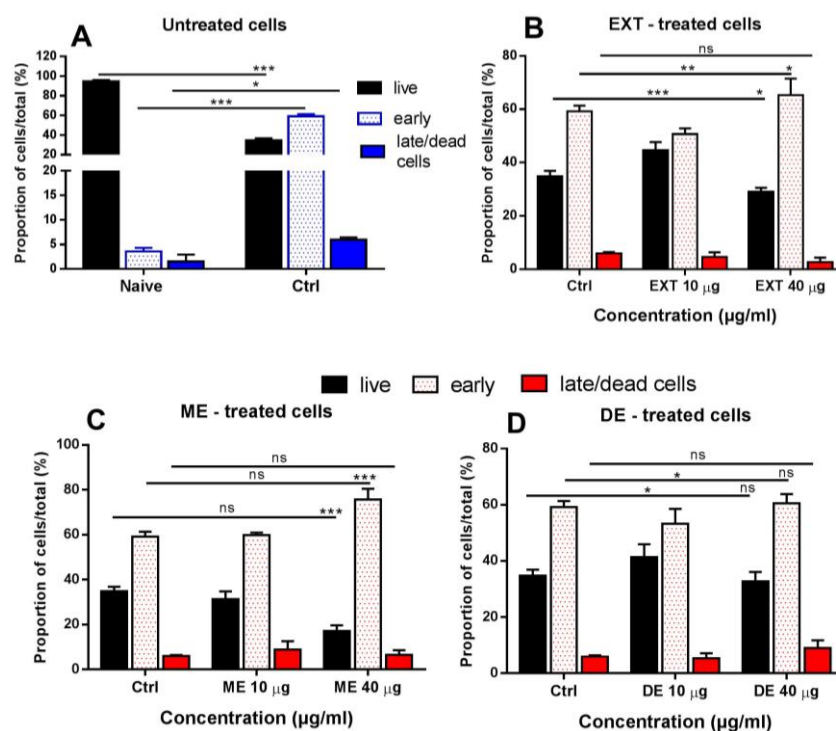 A
Untreated cells
Proportion of cells/total (%)
120
100
80
60
40
20
20
15
10
5
0
***
*
***
live
early
late/dead
cells
Naive
Ctrl
B
EXT - treated cells
Proportion of cells/total (%)
80
60
40
20
0
ns
**
*
***
*
Ctrl
EXT 10 μg
EXT 40 μg
Concentration (μg/ml)
live
early
late/dead cells
C
ME - treated cells
Proportion of cells/total (%)
100
80
60
40
20
0
ns
ns
***
ns
***
Ctrl
ME 10 μg
ME 40 μg
Concentration (μg/ml)
D
DE - treated cells
Proportion of cells/total (%)
80
60
40
20
0
ns
*
ns
*
ns
Ctrl
DE 10 μg
DE 40 μg
Concentration (μg/ml)